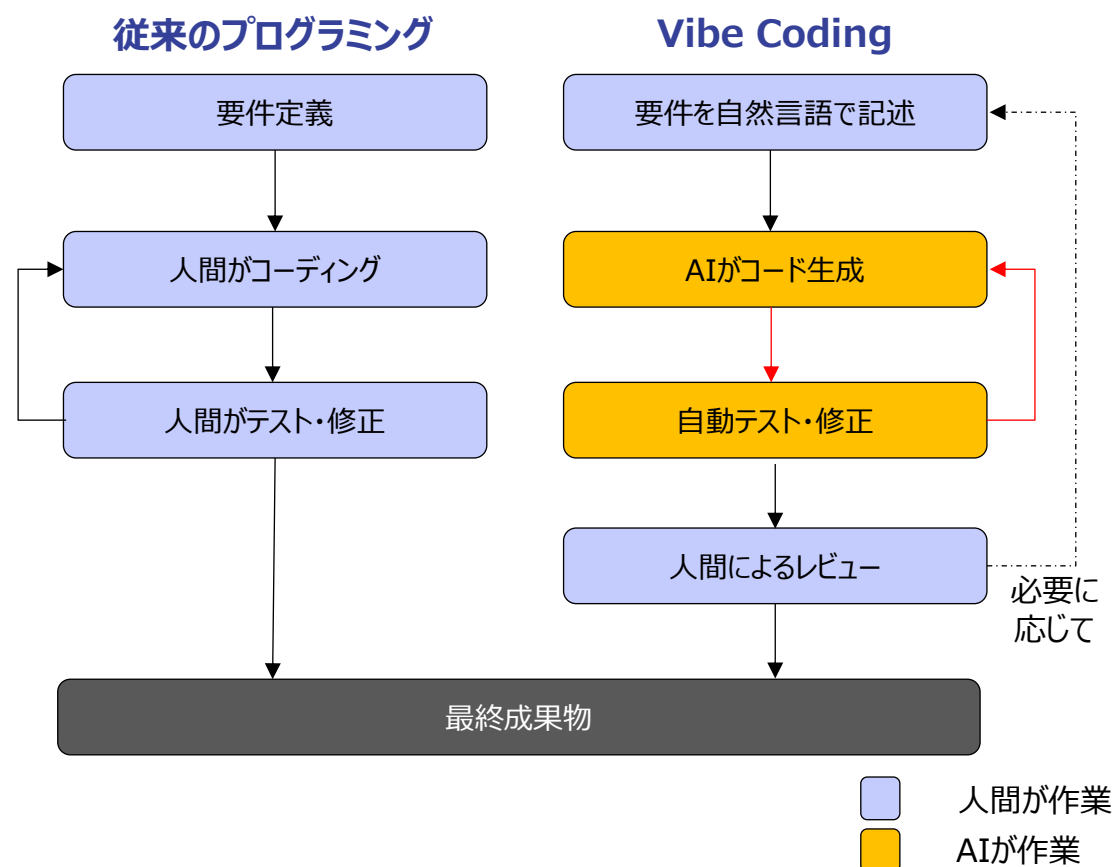 従来のプログラミング
Vibe Coding
要件定義
要件を自然言語で記述
人間がコーディング
AIがコード生成
人間がテスト・修正
自動テスト・修正
人間によるレビュー
必要に
応じて
最終成果物
人間が作業
AIが作業